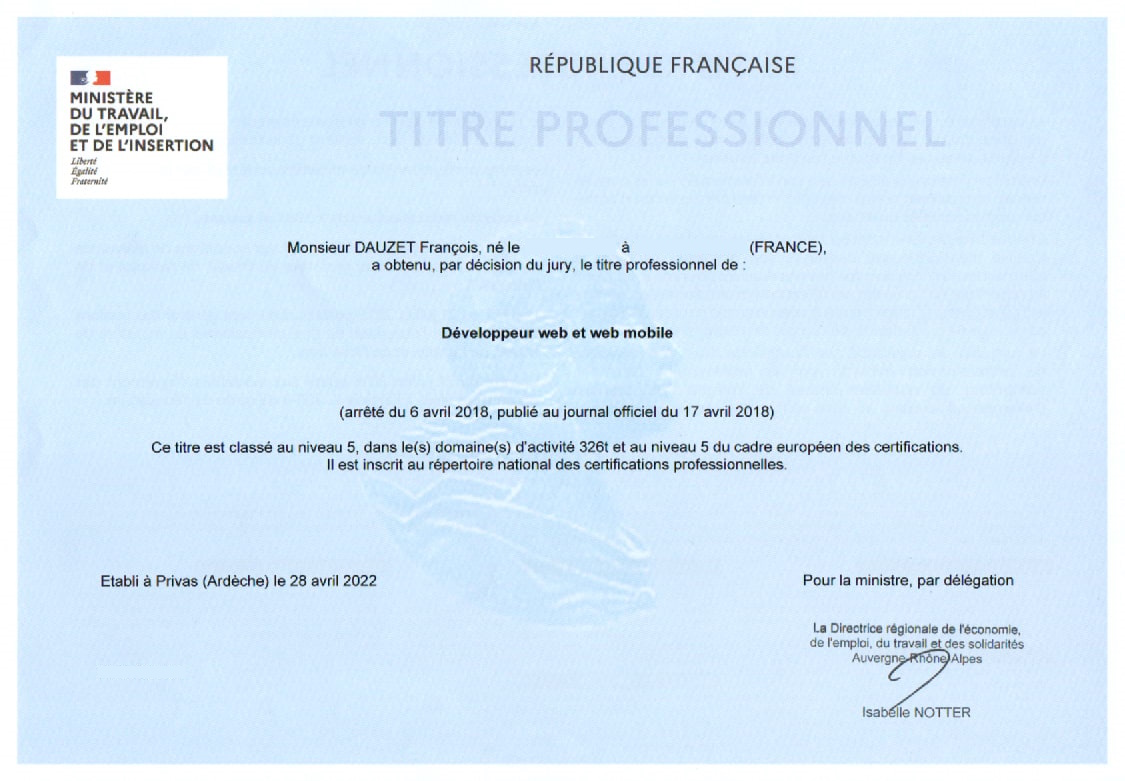 MINISTÈRE
DU TRAVAIL,
DE L'EMPLOI
ET DE L'INSERTION
Liberté
Égalité
Fraternité
RÉPUBLIQUE FRANÇAISE
TITRE PROFESSIONNEL
Monsieur DAUZET François, né le à (FRANCE),
a obtenu, par décision du jury, le titre professionnel de :
Développeur web et web mobile
(arrêté du 6 avril 2018, publié au journal officiel du 17 avril 2018)
Ce titre est classé au niveau 5, dans le(s) domaine(s) d'activité 326t et au niveau 5 du cadre européen des certifications.
Il est inscrit au répertoire national des certifications professionnelles.
Etabli à Privas (Ardèche) le 28 avril 2022
Pour la ministre, par délégation
La Directrice régionale de l'économie,
de l'emploi, du travail et des solidarités
Auvergne-Rhône-Alpes
Isabelle NOTTER